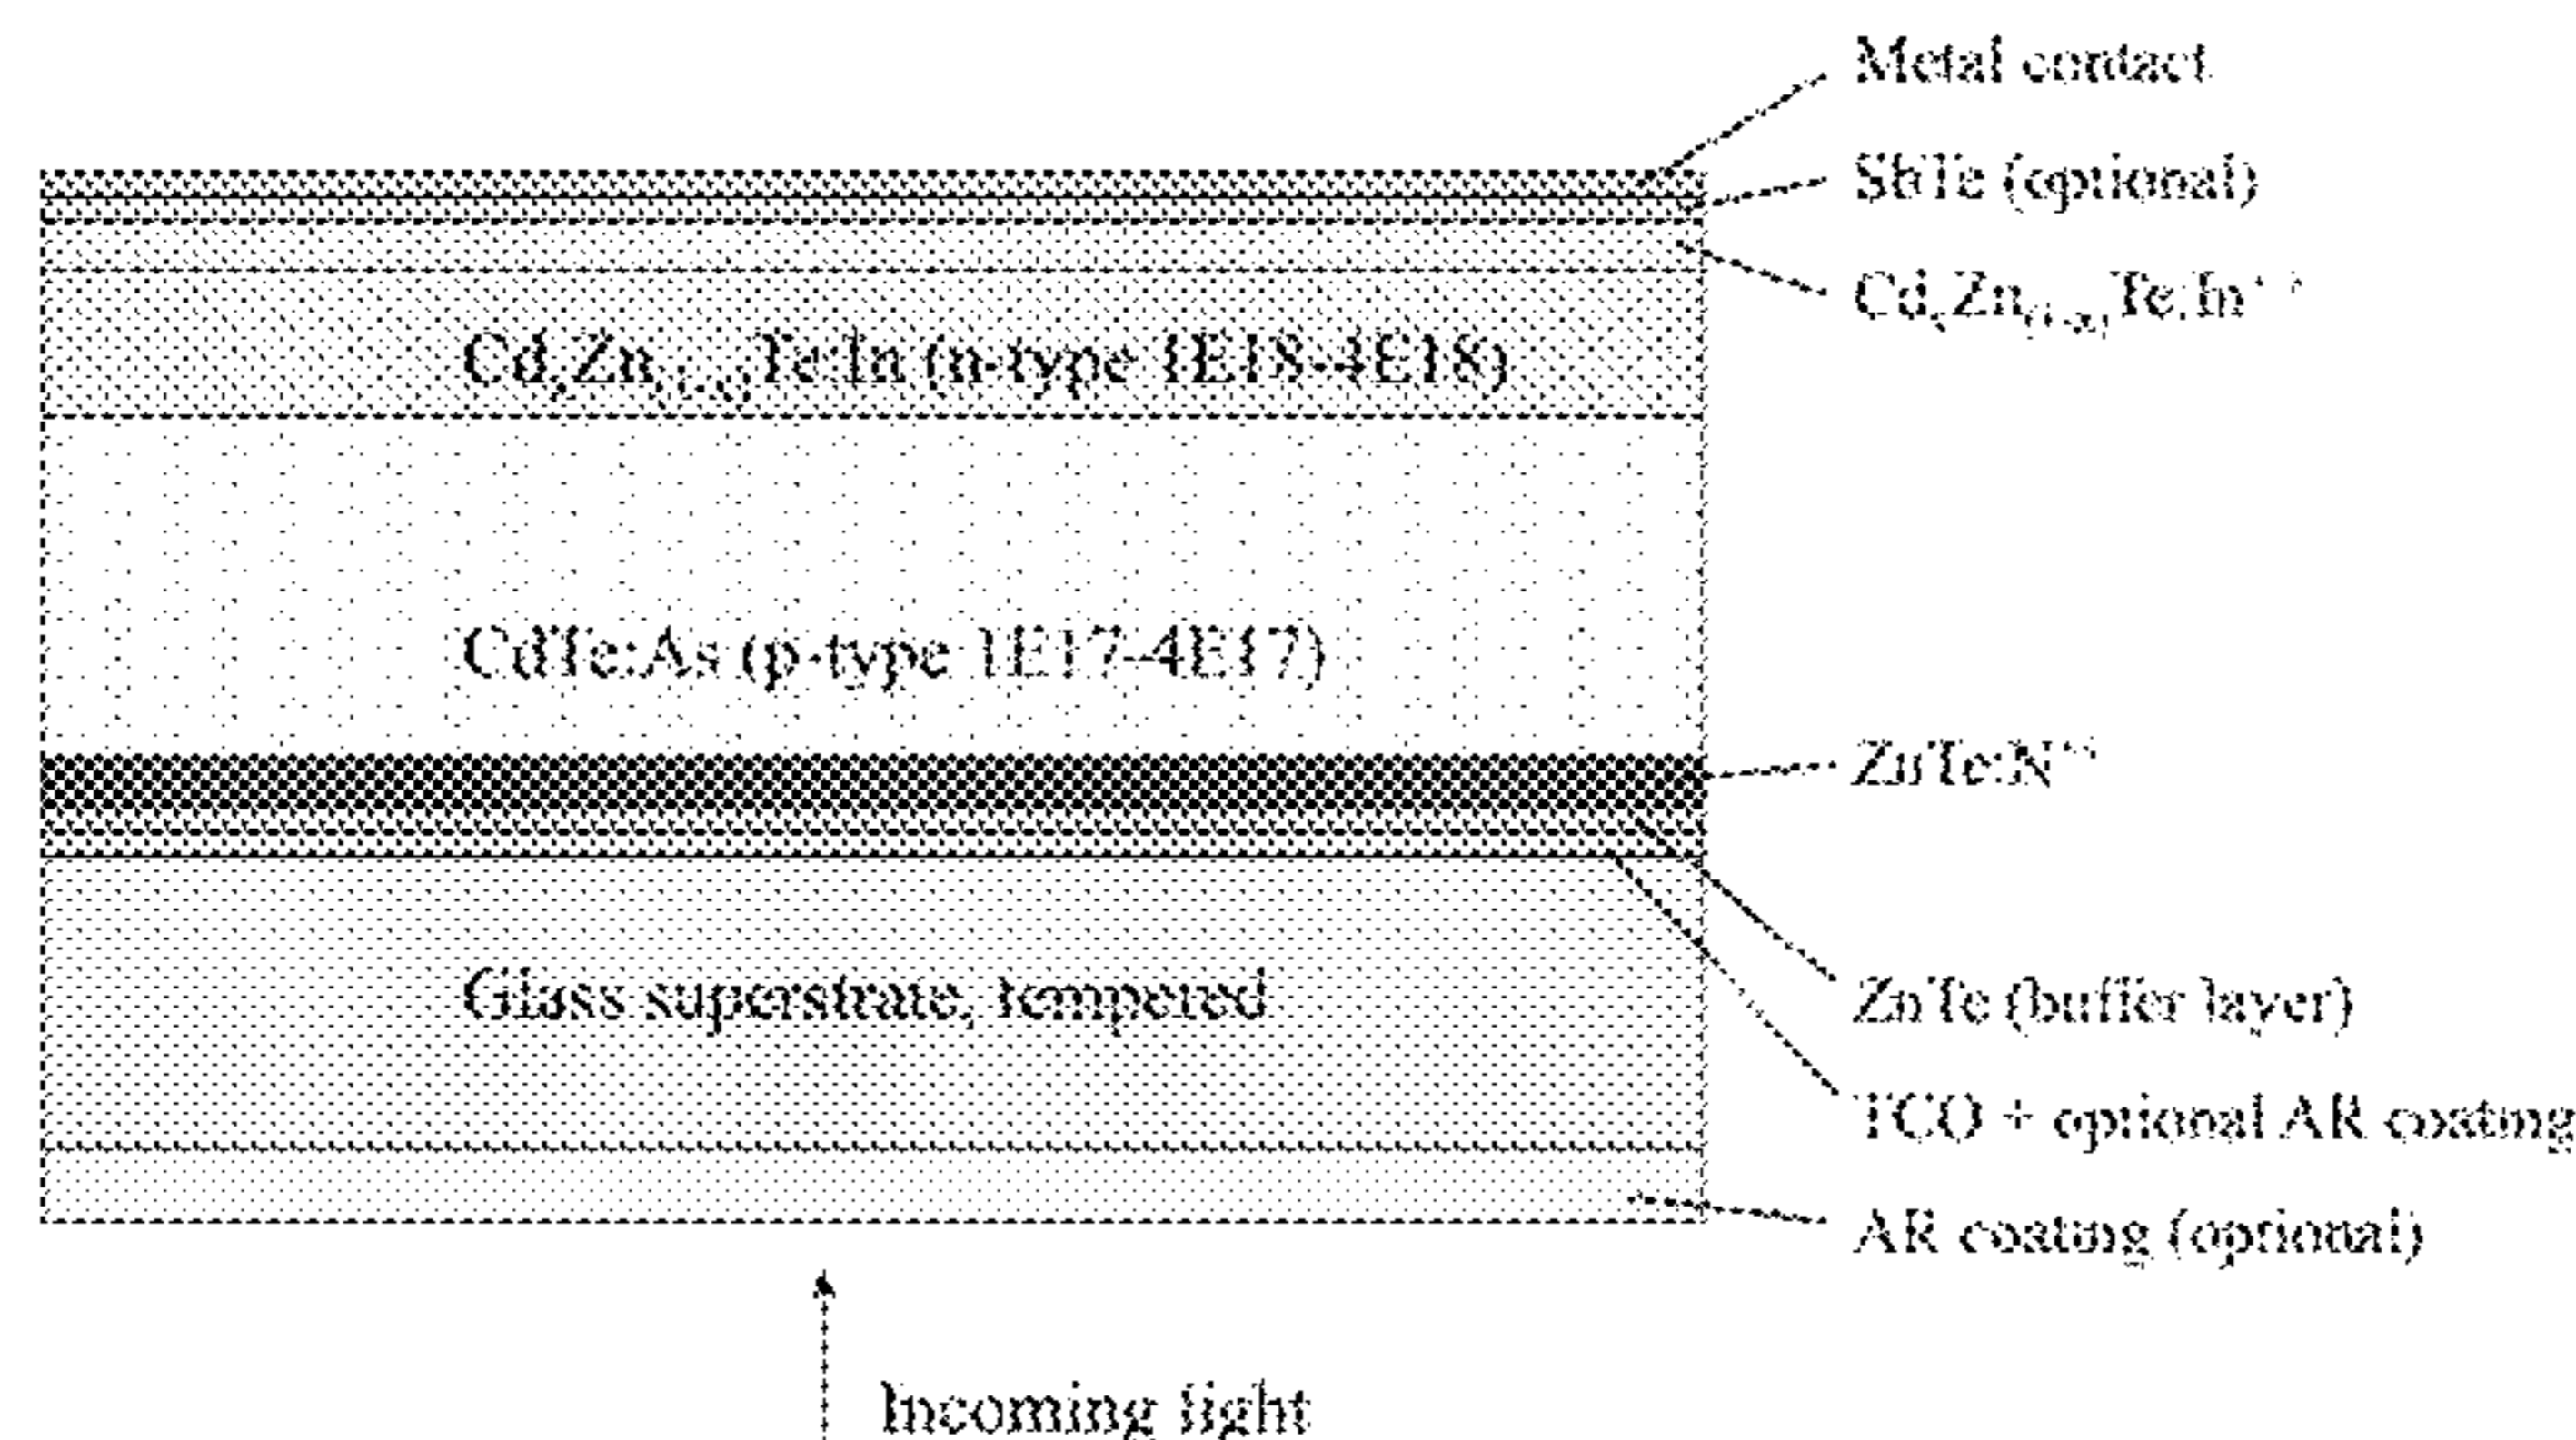 Metal contact
SbTe (optional)
CdₓZn₍₁₋ₓ₎Te:In⁺⁺
CdₓZn₍₁₋ₓ₎Te:In (n-type 1E18-4E18)
CdTe:As (p-type 1E17-4E17)
ZnTe:N⁺⁺
Glass superstrate, tempered
ZnTe (buffer layer)
TCO + optional AR coating
AR coating (optional)
Incoming light